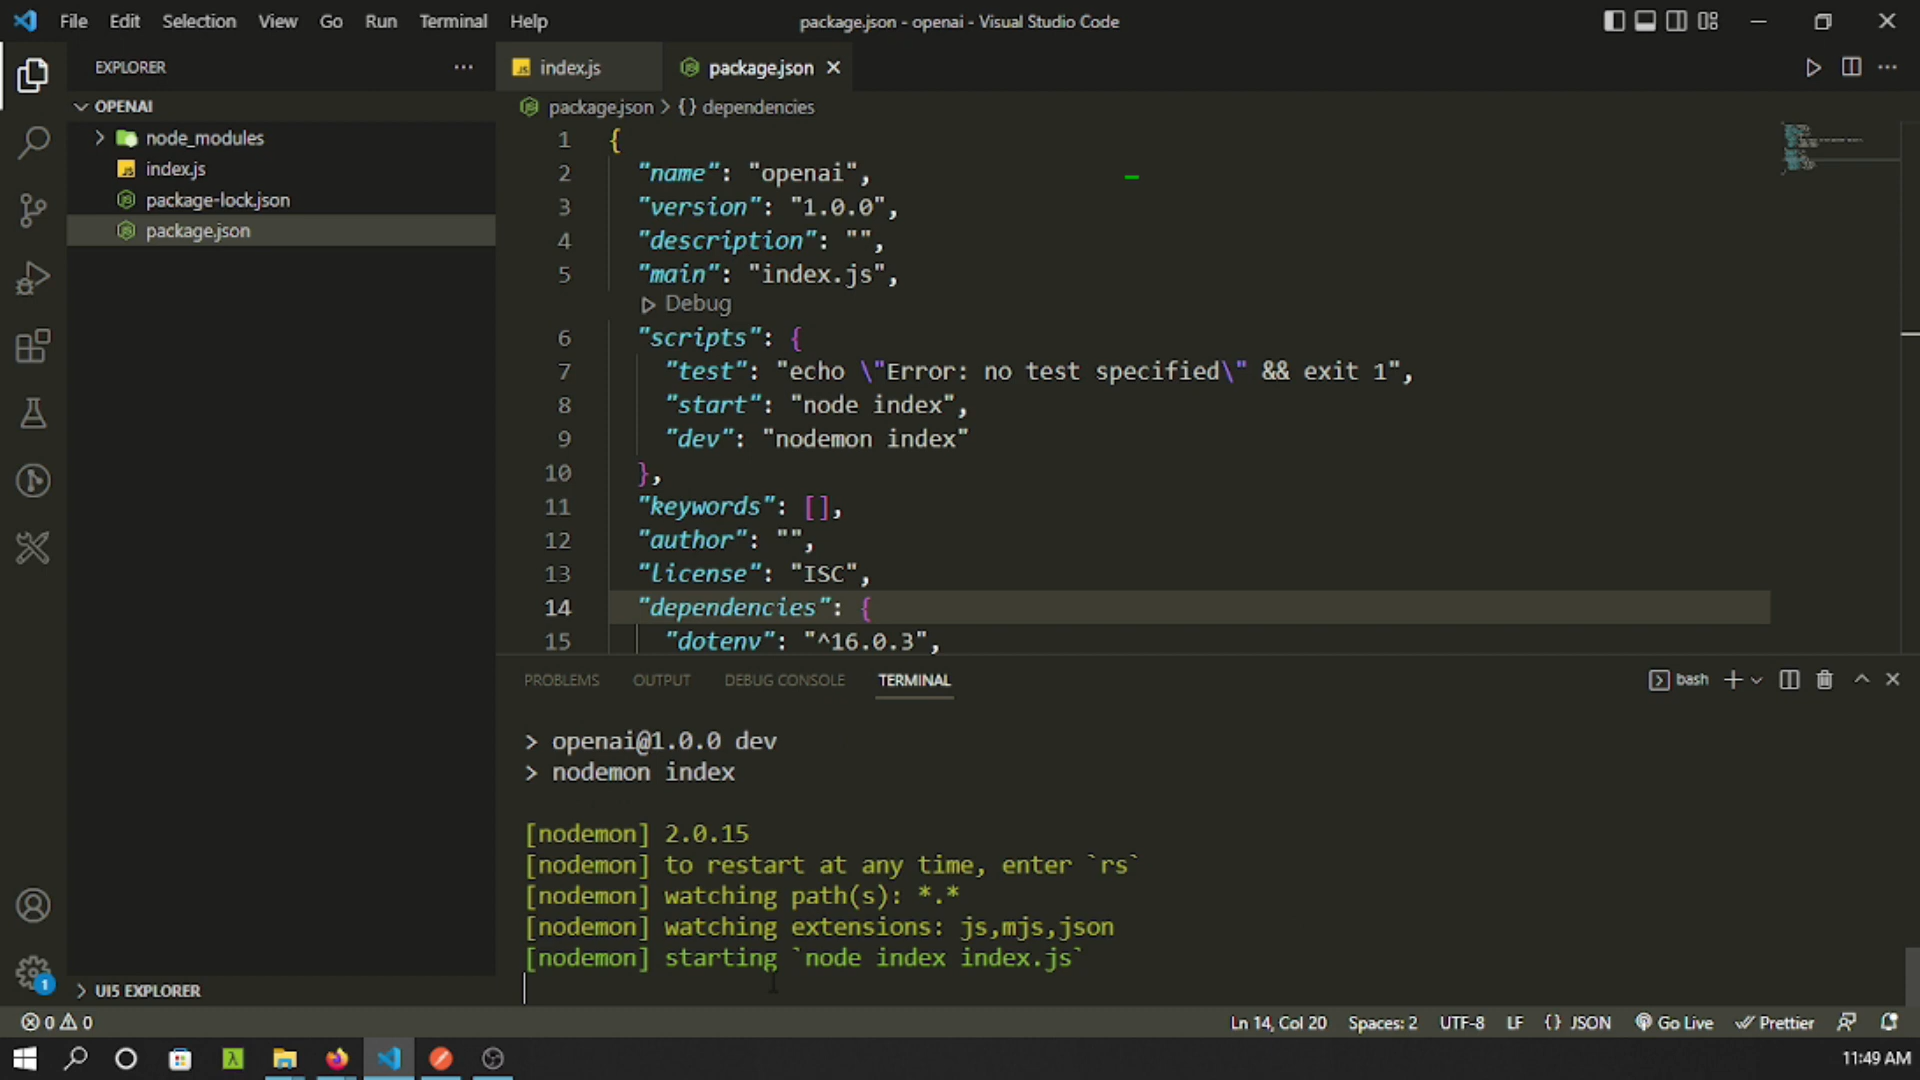 File Edit Selection View Go Run Terminal Help
package.json - openai - Visual Studio Code
EXPLORER
OPENAI
node_modules
index.js
package-lock.json
package.json
UI5 EXPLORER
index.js
package.json
package.json > {} dependencies
1 {
2 "name": "openai",
3 "version": "1.0.0",
4 "description": "",
5 "main": "index.js",
Debug
6 "scripts": {
7 "test": "echo \"Error: no test specified\" && exit 1",
8 "start": "node index",
9 "dev": "nodemon index"
10 },
11 "keywords": [],
12 "author": "",
13 "license": "ISC",
14 "dependencies": {
15 "dotenv": "^16.0.3",
PROBLEMS OUTPUT DEBUG CONSOLE TERMINAL
bash
> openai@1.0.0 dev
> nodemon index
[nodemon] 2.0.15
[nodemon] to restart at any time, enter `rs`
[nodemon] watching path(s): *.*
[nodemon] watching extensions: js,mjs,json
[nodemon] starting `node index index.js`
1
0 0
Ln 14, Col 20 Spaces: 2 UTF-8 LF {} JSON Go Live Prettier
11:49 AM